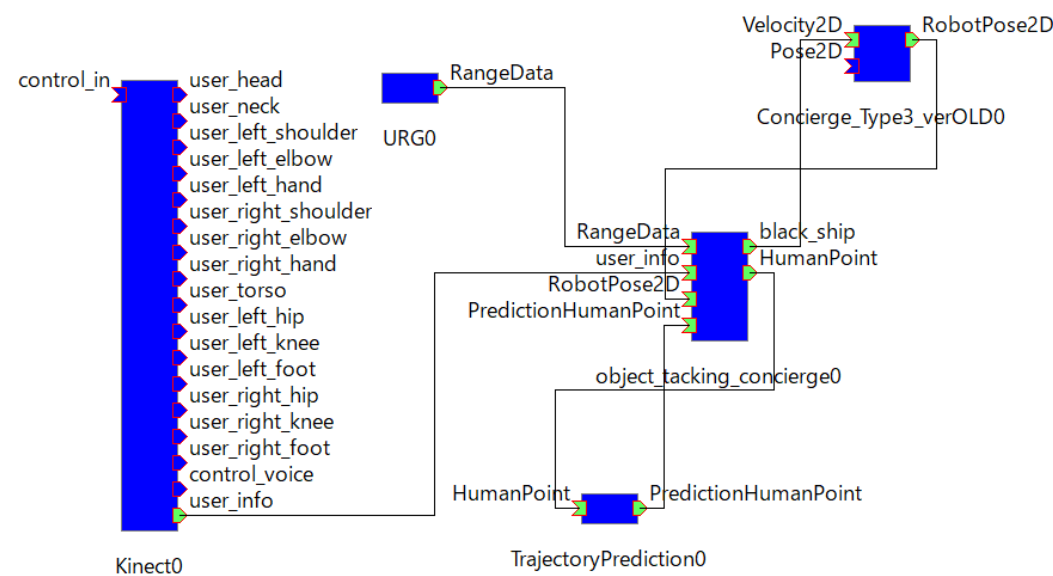 control_in
user_head
user_neck
user_left_shoulder
user_left_elbow
user_left_hand
user_right_shoulder
user_right_elbow
user_right_hand
user_torso
user_left_hip
user_left_knee
user_left_foot
user_right_hip
user_right_knee
user_right_foot
control_voice
user_info
Kinect0
RangeData
URG0
Velocity2D
Pose2D
RobotPose2D
Concierge_Type3_verOLD0
RangeData
user_info
RobotPose2D
PredictionHumanPoint
black_ship
HumanPoint
object_tacking_concierge0
HumanPoint
PredictionHumanPoint
TrajectoryPrediction0